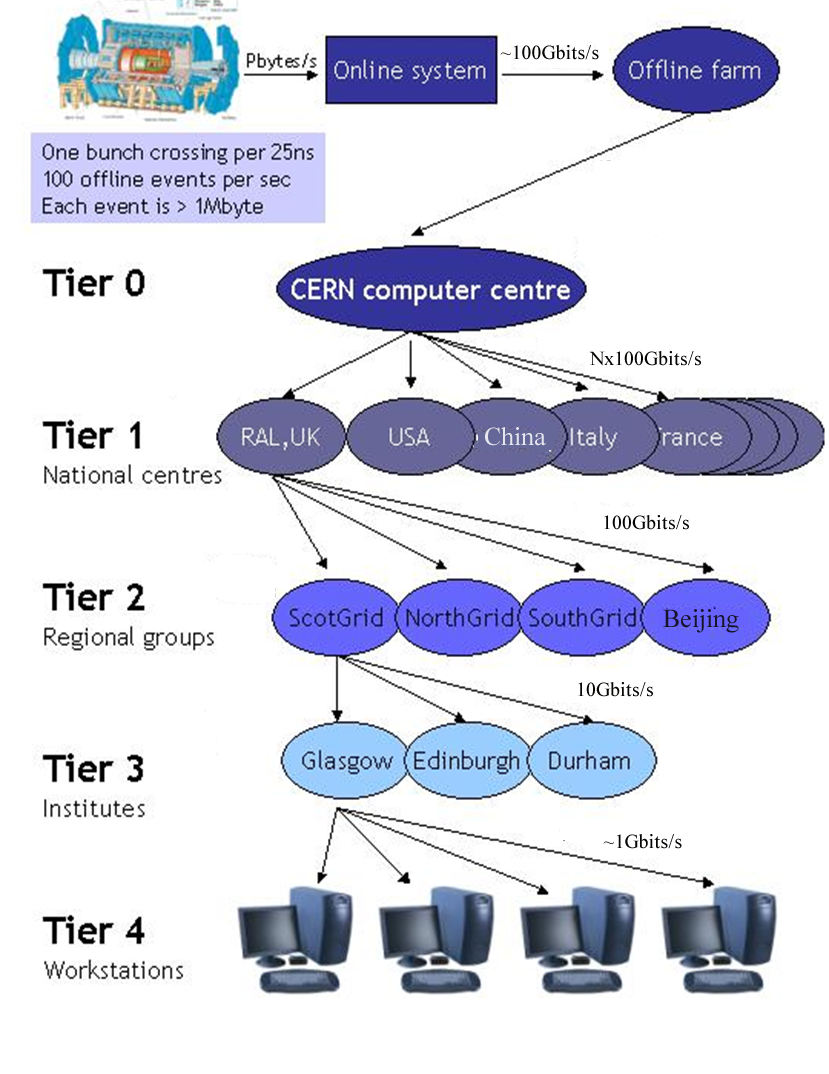 Pbytes/s
Online system
~100Gbits/s
Offline farm
One bunch crossing per 25ns
100 offline events per sec
Each event is > 1Mbyte
Tier 0
CERN computer centre
Nx100Gbits/s
Tier 1
National centres
RAL,UK
USA
China
Italy
rance
100Gbits/s
Tier 2
Regional groups
ScotGrid
NorthGrid
SouthGrid
Beijing
10Gbits/s
Tier 3
Institutes
Glasgow
Edinburgh
Durham
~1Gbits/s
Tier 4
Workstations